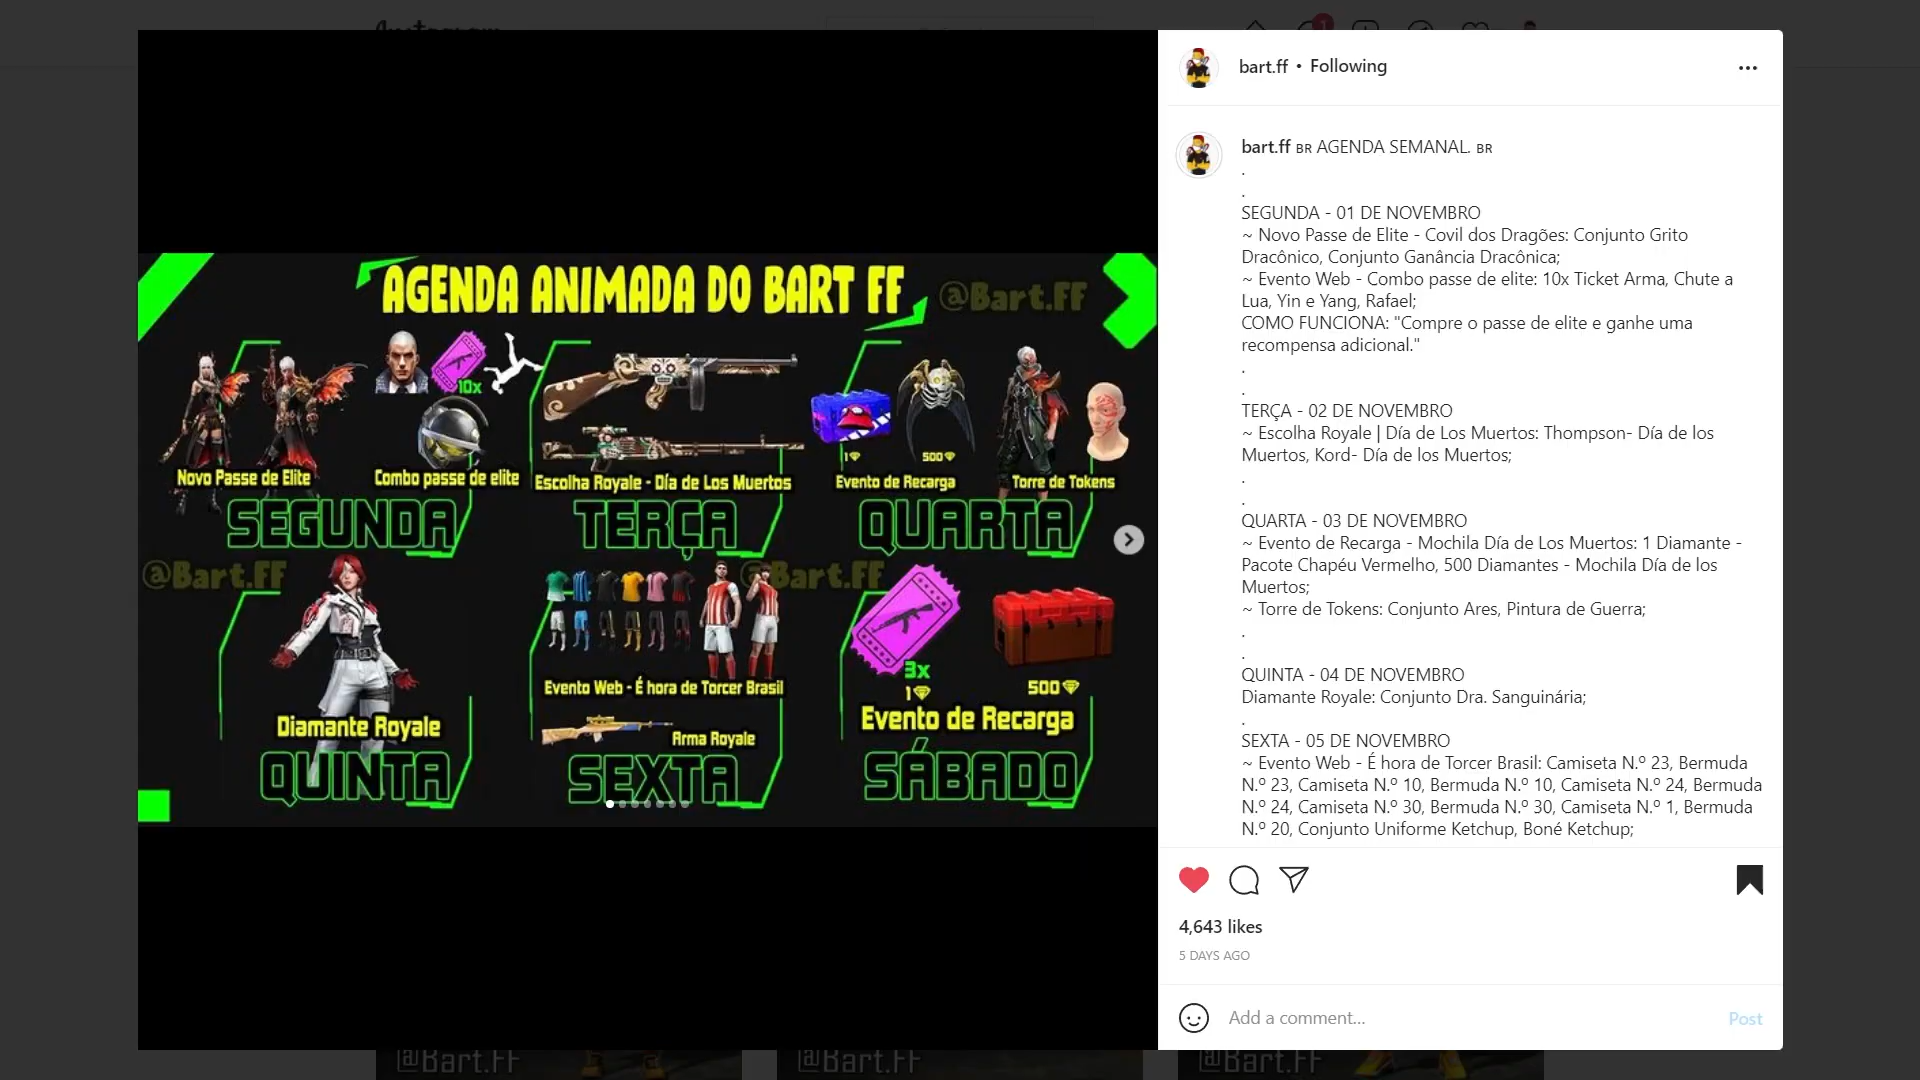 Instagram
1
AGENDA ANIMADA DO BART FF
@Bart.FF
10x
1
500
Novo Passe de Elite
Combo passe de elite
Escolha Royale - Día de Los Muertos
Evento de Recarga
Torre de Tokens
SEGUNDA
TERÇA
QUARTA
@Bart.FF
@Bart.FF
3x
1
500
Evento Web - É hora de Torcer Brasil
Diamante Royale
Arma Royale
Evento de Recarga
QUINTA
SEXTA
SÁBADO
bart.ff • Following
bart.ff BR AGENDA SEMANAL. BR
.
.
SEGUNDA - 01 DE NOVEMBRO
~ Novo Passe de Elite - Covil dos Dragões: Conjunto Grito
Dracônico, Conjunto Ganância Dracônica;
~ Evento Web - Combo passe de elite: 10x Ticket Arma, Chute a
Lua, Yin e Yang, Rafael;
COMO FUNCIONA: "Compre o passe de elite e ganhe uma
recompensa adicional."
.
.
TERÇA - 02 DE NOVEMBRO
~ Escolha Royale | Día de Los Muertos: Thompson- Día de los
Muertos, Kord- Día de los Muertos;
.
.
QUARTA - 03 DE NOVEMBRO
~ Evento de Recarga - Mochila Día de Los Muertos: 1 Diamante -
Pacote Chapéu Vermelho, 500 Diamantes - Mochila Día de los
Muertos;
~ Torre de Tokens: Conjunto Ares, Pintura de Guerra;
.
.
QUINTA - 04 DE NOVEMBRO
Diamante Royale: Conjunto Dra. Sanguinária;
.
SEXTA - 05 DE NOVEMBRO
~ Evento Web - É hora de Torcer Brasil: Camiseta N.º 23, Bermuda
N.º 23, Camiseta N.º 10, Bermuda N.º 10, Camiseta N.º 24, Bermuda
N.º 24, Camiseta N.º 30, Bermuda N.º 30, Camiseta N.º 1, Bermuda
N.º 20, Conjunto Uniforme Ketchup, Boné Ketchup;
4,643 likes
5 DAYS AGO
Add a comment...
Post
@Bart.FF
@Bart.FF
@Bart.FF